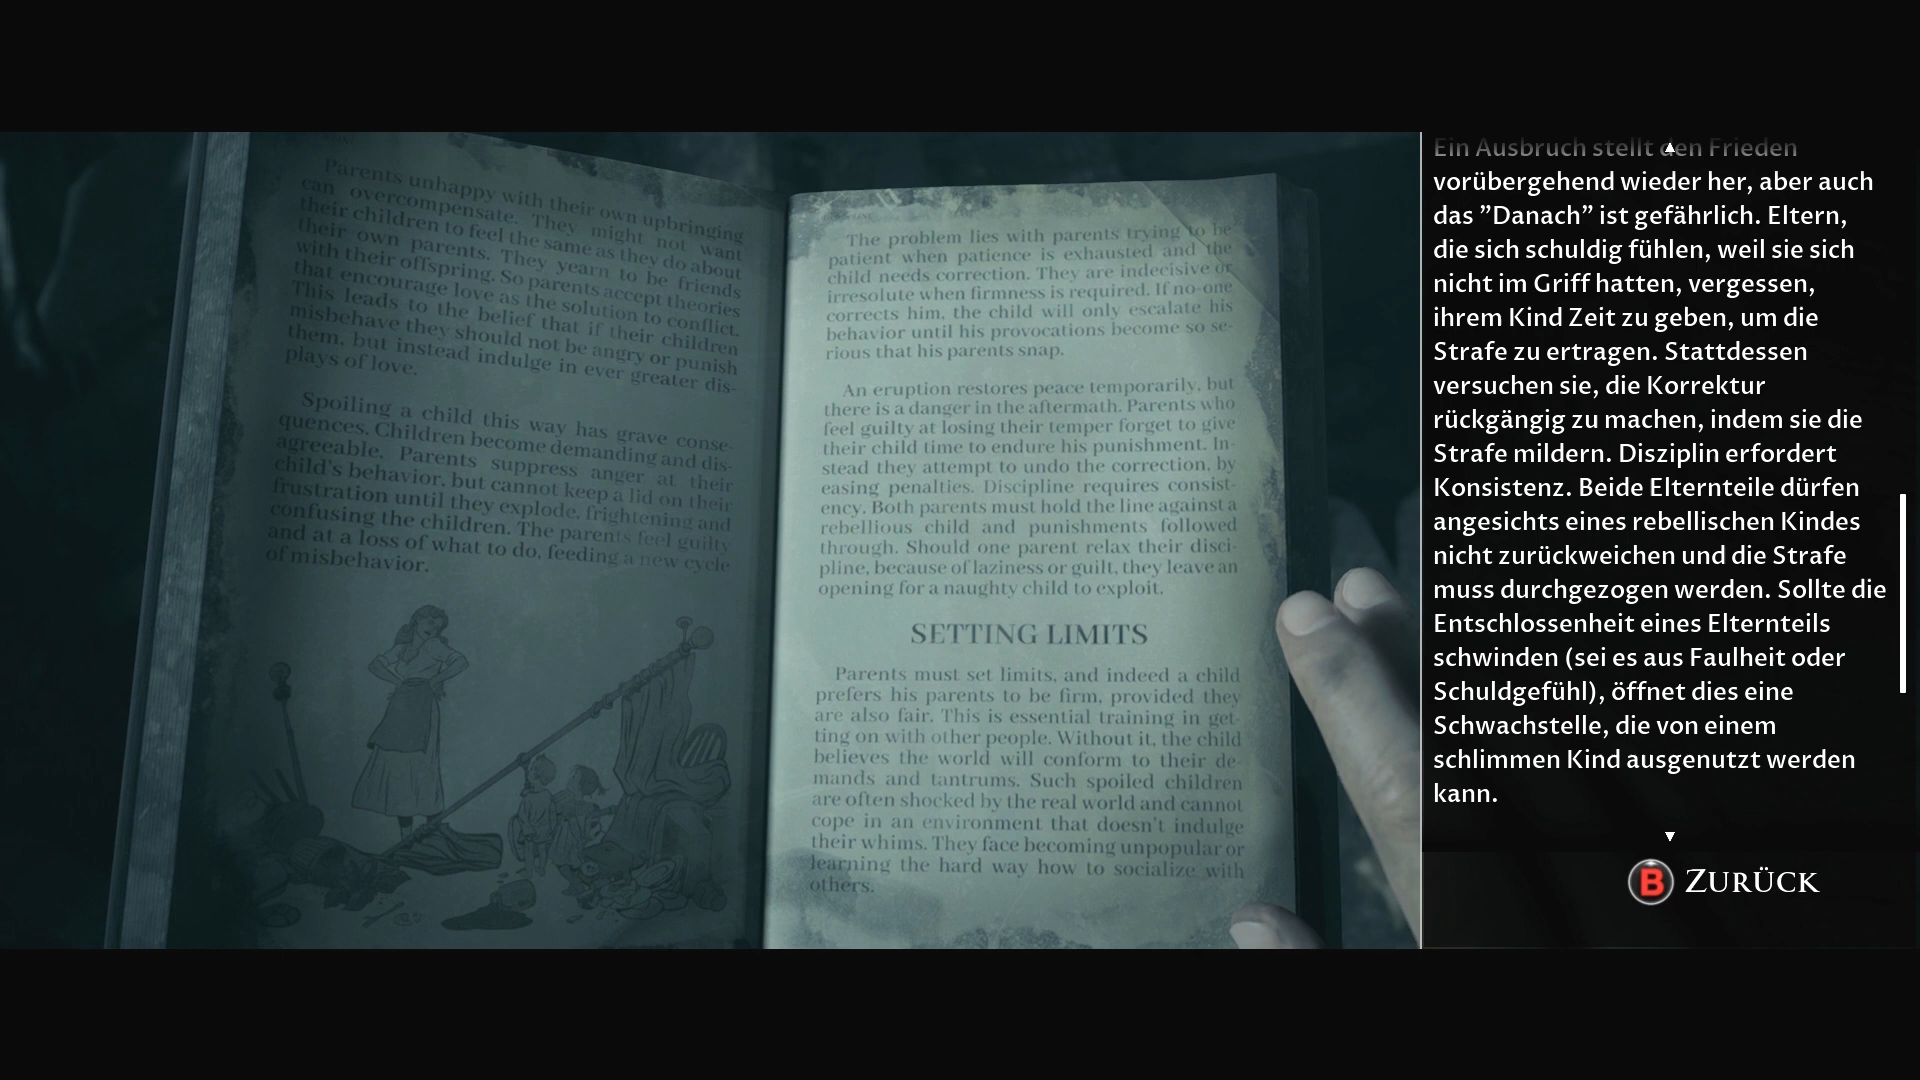 Parents unhappy with their own upbringing
can overcompensate. They might not want
their children to feel the same as they do about
their own parents. They yearn to be friends
with their offspring. So parents accept theories
that encourage love as the solution to conflict.
This leads to the belief that if their children
misbehave they should not be angry or punish
them, but instead indulge in ever greater dis-
plays of love.
Spoiling a child this way has grave conse-
quences. Children become demanding and dis-
agreeable. Parents suppress anger at their
child's behavior, but cannot keep a lid on their
frustration until they explode, frightening and
confusing the children. The parents feel guilty
and at a loss of what to do, feeding a new cycle
of misbehavior.
The problem lies with parents trying to be
patient when patience is exhausted and the
child needs correction. They are indecisive or
irresolute when firmness is required. If no-one
corrects him, the child will only escalate his
behavior until his provocations become so se-
rious that his parents snap.
An eruption restores peace temporarily, but
there is a danger in the aftermath. Parents who
feel guilty at losing their temper forget to give
their child time to endure his punishment. In-
stead they attempt to undo the correction, by
easing penalties. Discipline requires consist-
ency. Both parents must hold the line against a
rebellious child and punishments followed
through. Should one parent relax their disci-
pline, because of laziness or guilt, they leave an
opening for a naughty child to exploit.
SETTING LIMITS
Parents must set limits, and indeed a child
prefers his parents to be firm, provided they
are also fair. This is essential training in get-
ting on with other people. Without it, the child
believes the world will conform to their de-
mands and tantrums. Such spoiled children
are often shocked by the real world and cannot
cope in an environment that doesn't indulge
their whims. They face becoming unpopular or
learning the hard way how to socialize with
others.
Ein Ausbruch stellt den Frieden
vorübergehend wieder her, aber auch
das ”Danach” ist gefährlich. Eltern,
die sich schuldig fühlen, weil sie sich
nicht im Griff hatten, vergessen,
ihrem Kind Zeit zu geben, um die
Strafe zu ertragen. Stattdessen
versuchen sie, die Korrektur
rückgängig zu machen, indem sie die
Strafe mildern. Disziplin erfordert
Konsistenz. Beide Elternteile dürfen
angesichts eines rebellischen Kindes
nicht zurückweichen und die Strafe
muss durchgezogen werden. Sollte die
Entschlossenheit eines Elternteils
schwinden (sei es aus Faulheit oder
Schuldgefühl), öffnet dies eine
Schwachstelle, die von einem
schlimmen Kind ausgenutzt werden
kann.
B ZURÜCK